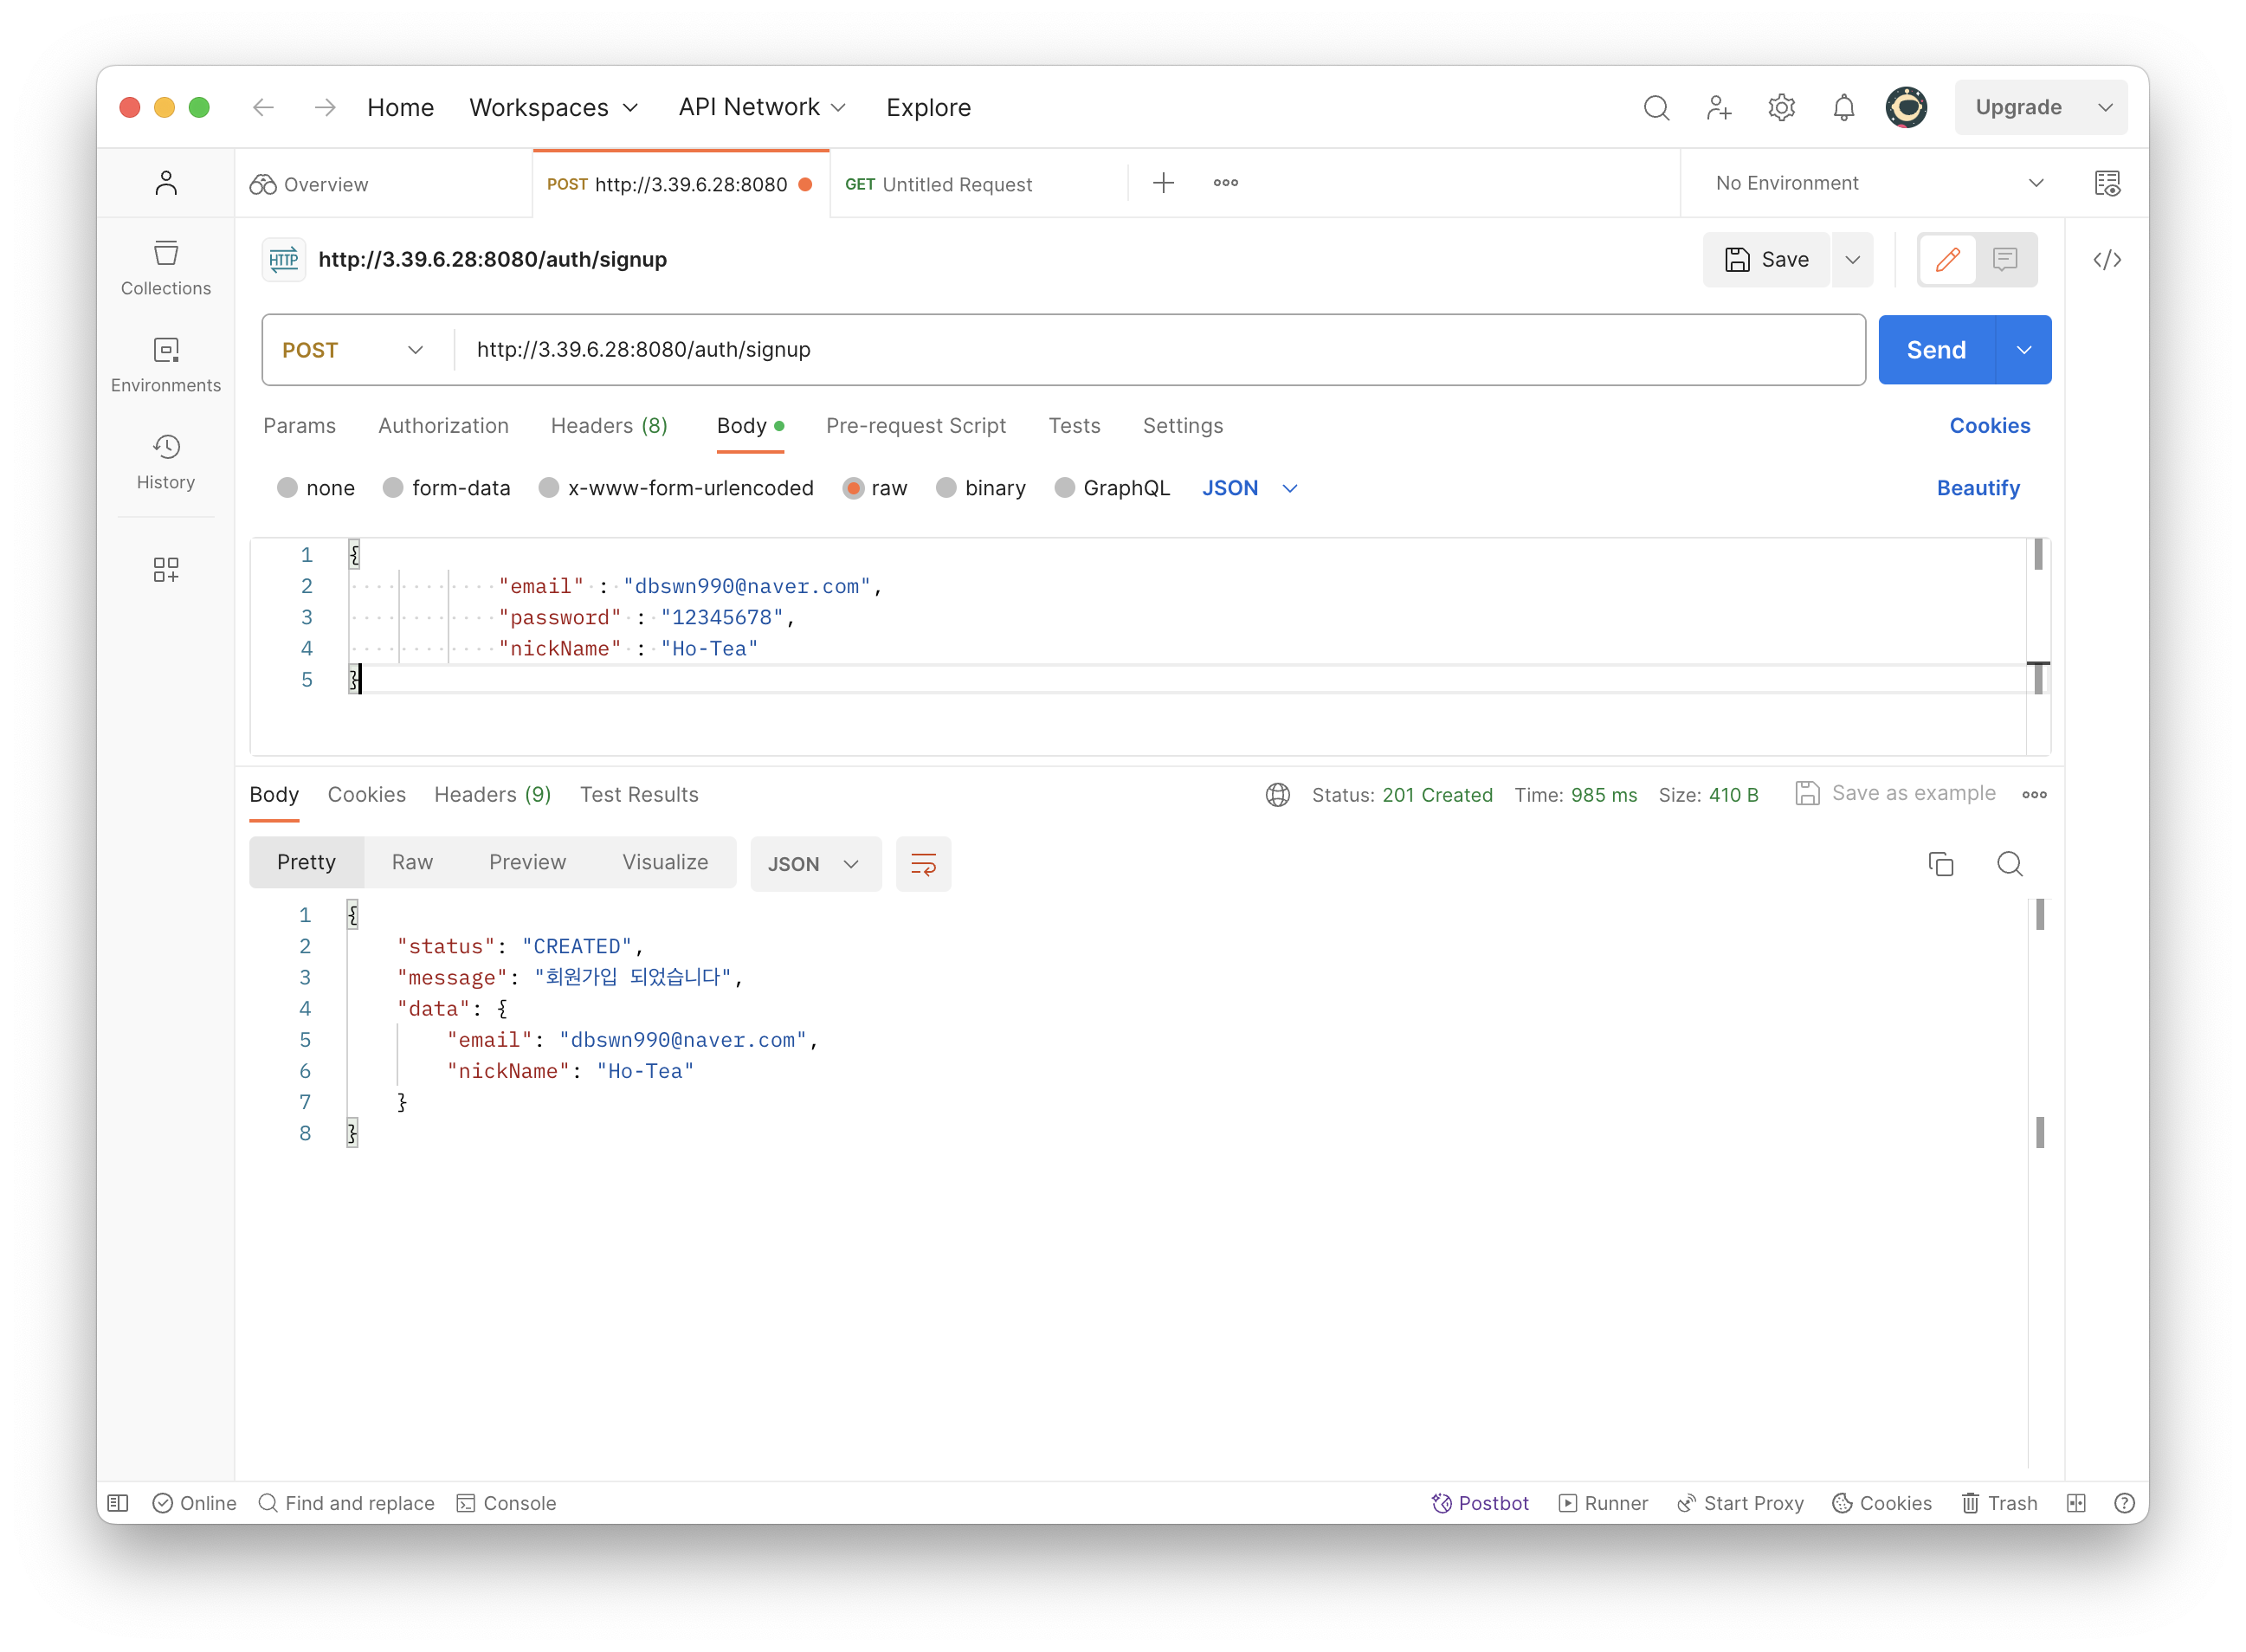 Home Workspaces API Network Explore Upgrade
Overview POST http://3.39.6.28:8080 GET Untitled Request No Environment
HTTP http://3.39.6.28:8080/auth/signup Save
Collections
POST http://3.39.6.28:8080/auth/signup Send
Environments
Params Authorization Headers (8) Body Pre-request Script Tests Settings Cookies
History
none form-data x-www-form-urlencoded raw binary GraphQL JSON Beautify
1 {
2 "email" : "dbswn990@naver.com",
3 "password" : "12345678",
4 "nickName" : "Ho-Tea"
5 }
Body Cookies Headers (9) Test Results Status: 201 Created Time: 985 ms Size: 410 B Save as example
Pretty Raw Preview Visualize JSON
1 {
2 "status": "CREATED",
3 "message": "회원가입 되었습니다",
4 "data": {
5 "email": "dbswn990@naver.com",
6 "nickName": "Ho-Tea"
7 }
8 }
Online Find and replace Console Postbot Runner Start Proxy Cookies Trash